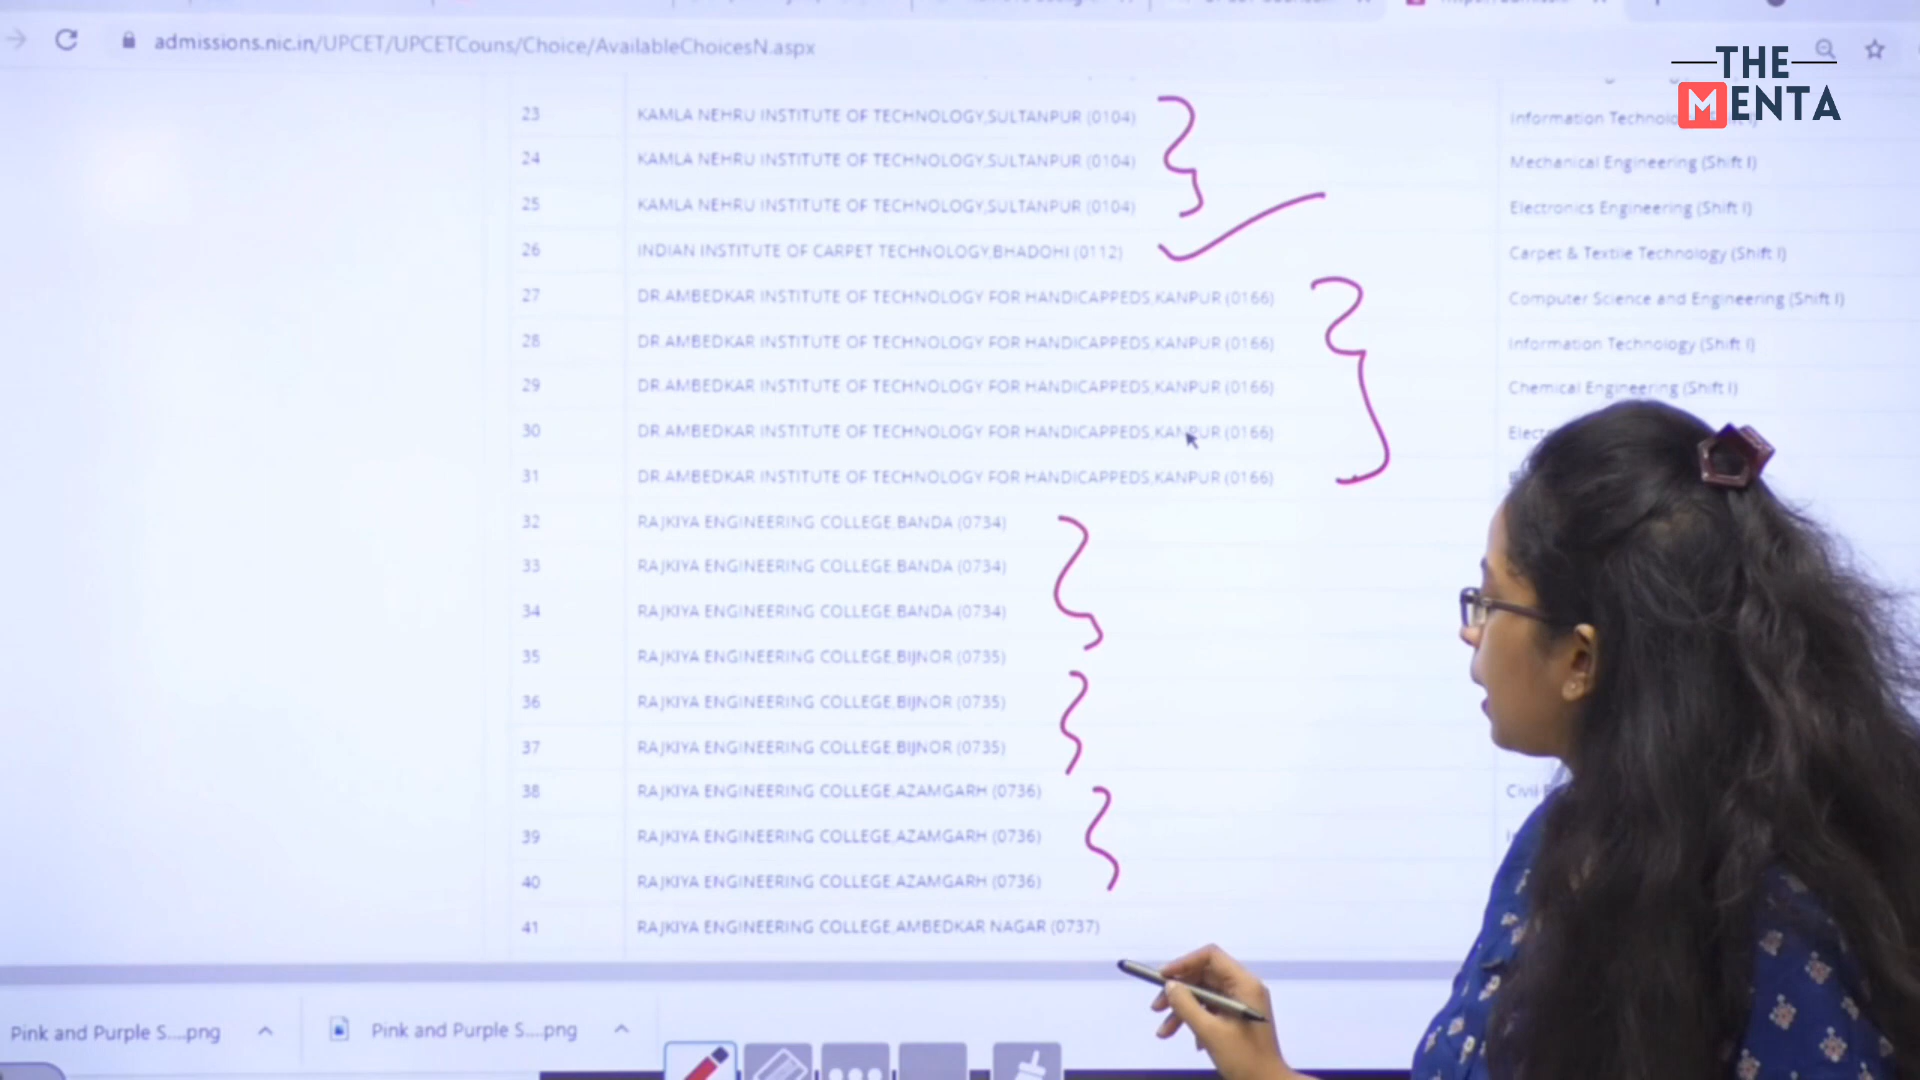 admissions.nic.in/UPCET/UPCETCouns/Choice/AvailableChoicesN.aspx
THE
MENTA
23 KAMLA NEHRU INSTITUTE OF TECHNOLOGY,SULTANPUR (0104) Information
24 KAMLA NEHRU INSTITUTE OF TECHNOLOGY,SULTANPUR (0104) Mechanical Engineering (Shift I)
25 KAMLA NEHRU INSTITUTE OF TECHNOLOGY,SULTANPUR (0104) Electronics Engineering (Shift I)
26 INDIAN INSTITUTE OF CARPET TECHNOLOGY,BHADOHI (0112) Carpet & Textile Technology (Shift I)
27 DR.AMBEDKAR INSTITUTE OF TECHNOLOGY FOR HANDICAPPEDS,KANPUR (0166) Computer Science and Engineering (Shift I)
28 DR.AMBEDKAR INSTITUTE OF TECHNOLOGY FOR HANDICAPPEDS,KANPUR (0166) Information Technology (Shift I)
29 DR.AMBEDKAR INSTITUTE OF TECHNOLOGY FOR HANDICAPPEDS,KANPUR (0166) Chemical Engineering (Shift I)
30 DR.AMBEDKAR INSTITUTE OF TECHNOLOGY FOR HANDICAPPEDS,KANPUR (0166)
31 DR.AMBEDKAR INSTITUTE OF TECHNOLOGY FOR HANDICAPPEDS,KANPUR (0166)
32 RAJKIYA ENGINEERING COLLEGE,BANDA (0734)
33 RAJKIYA ENGINEERING COLLEGE,BANDA (0734)
34 RAJKIYA ENGINEERING COLLEGE,BANDA (0734)
35 RAJKIYA ENGINEERING COLLEGE,BIJNOR (0735)
36 RAJKIYA ENGINEERING COLLEGE,BIJNOR (0735)
37 RAJKIYA ENGINEERING COLLEGE,BIJNOR (0735)
38 RAJKIYA ENGINEERING COLLEGE,AZAMGARH (0736) Civil
39 RAJKIYA ENGINEERING COLLEGE,AZAMGARH (0736)
40 RAJKIYA ENGINEERING COLLEGE,AZAMGARH (0736)
41 RAJKIYA ENGINEERING COLLEGE,AMBEDKAR NAGAR (0737)
Pink and Purple S....png Pink and Purple S....png